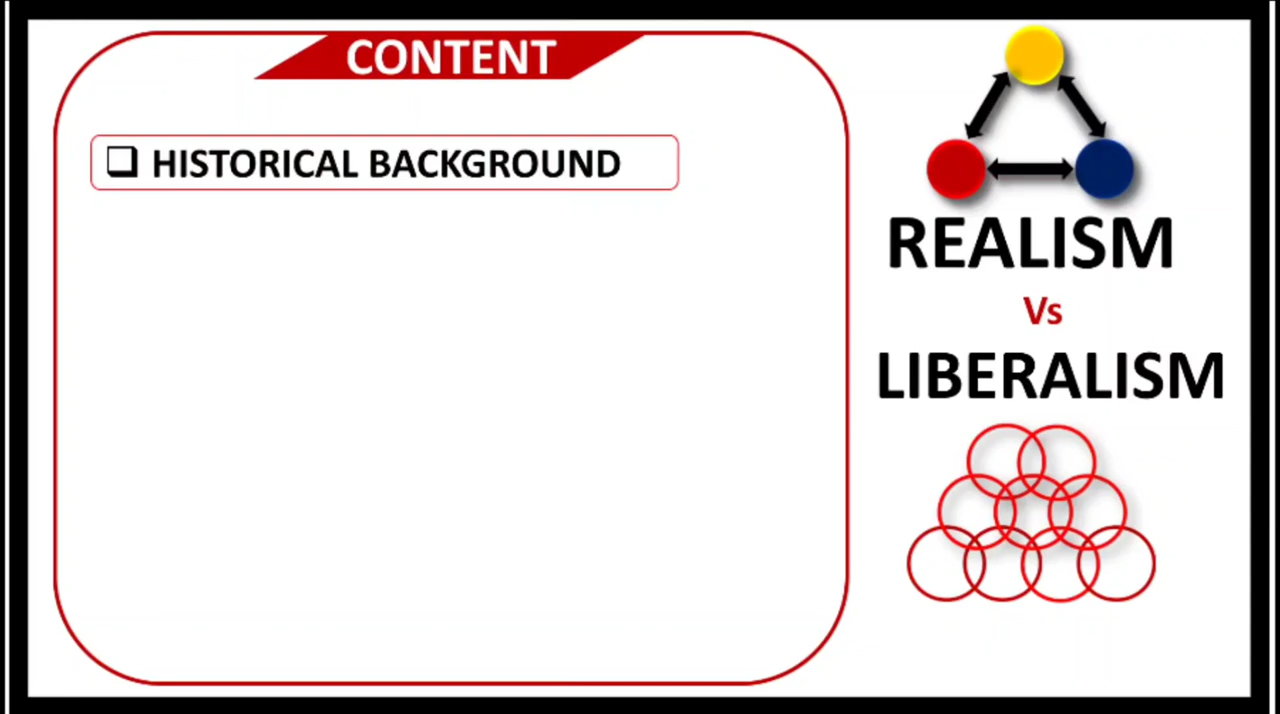 CONTENT
❑ HISTORICAL BACKGROUND
REALISM
Vs
LIBERALISM